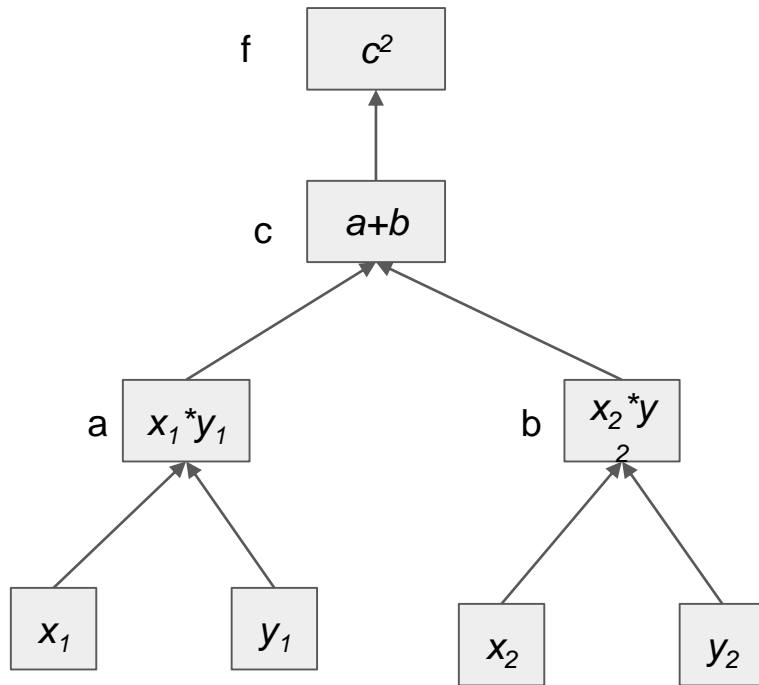 f
c²
c
a+b
a
x₁*y₁
b
x₂*y
₂
x₁
y₁
x₂
y₂